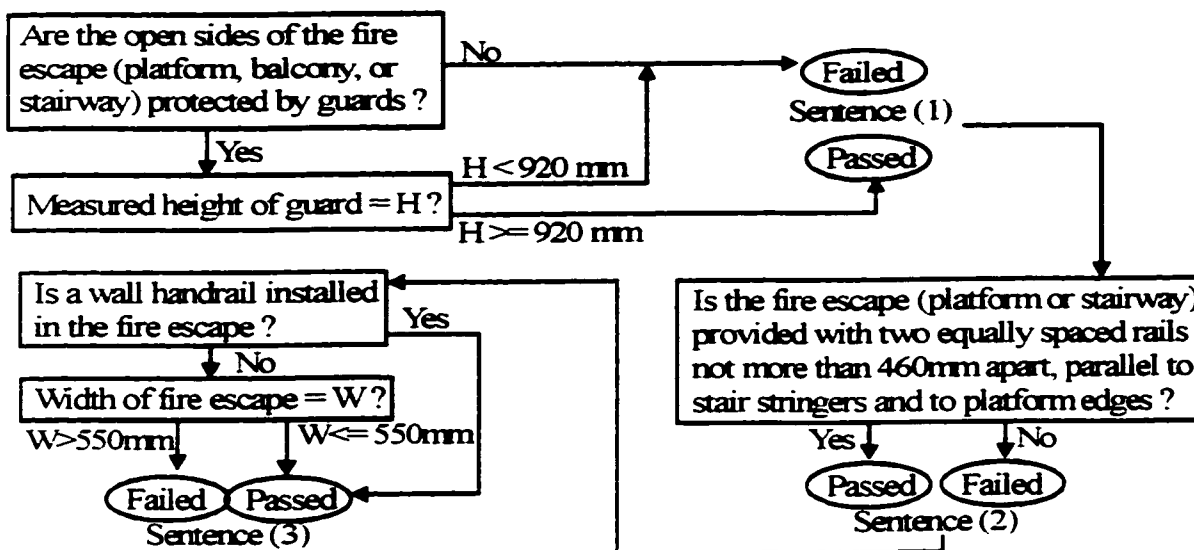 Are the open sides of the fire
escape (platform, balcony, or
stairway) protected by guards ?
No
Failed
Sentence (1)
Passed
Yes
H < 920 mm
Measured height of guard = H ?
H >= 920 mm
Is a wall handrail installed
in the fire escape ?
Yes
No
Width of fire escape = W ?
W>550mm
W<= 550mm
Failed
Passed
Sentence (3)
Is the fire escape (platform or stairway)
provided with two equally spaced rails
not more than 460mm apart, parallel to
stair stringers and to platform edges ?
Yes
No
Passed
Failed
Sentence (2)